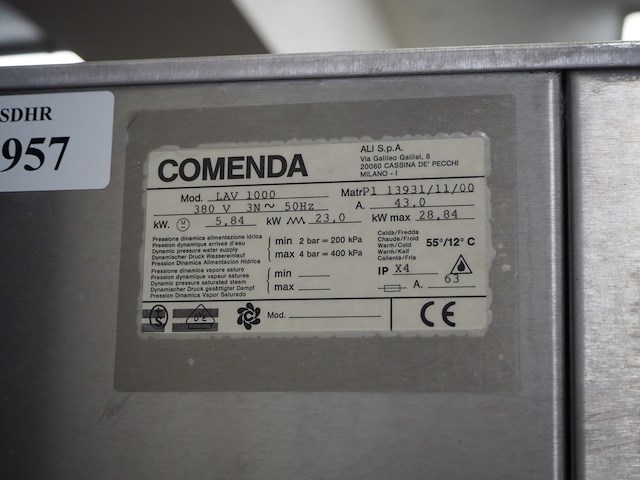 SDHR
957
COMENDA
ALI S.p.A.
Via Galileo Galilei, 8
20060 CASSINA DE' PECCHI
MILANO - I
Mod. LAV 1000
Matr P1 13931/11/00
380 V 3N~ 50Hz
A. 43,0
kW. M 5,84 kW 23,0 kW max 28,84
Pressione dinamica alimentazione idrica
Pression dynamique arrivée d'eau
Dynamic pressure water supply
Dynamischer Druck Wassereinlauf
Presion Dinamica Alimentacion Hidrica
min 2 bar = 200 kPa
max 4 bar = 400 kPa
Calda/Fredda
Chaude/Froid
Warm/Cold
Warm/Kalt
Caliente/Fria
55°/12° C
Pressione dinamica vapore saturo
Pression dynamique vapeur saturee
Dynamic pressure saturated steam
Dynamischer Druck gesättigter Dampf
Presion Dinamica Vapor Saturado
min
max
IP X4
A. 63
Mod.
CE